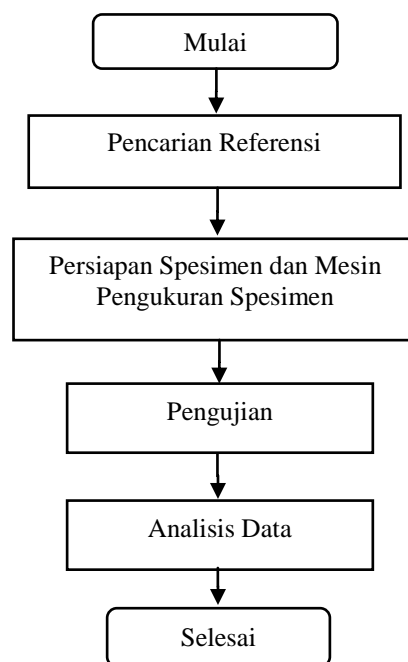 Mulai
Pencarian Referensi
Persiapan Spesimen dan Mesin
Pengukuran Spesimen
Pengujian
Analisis Data
Selesai